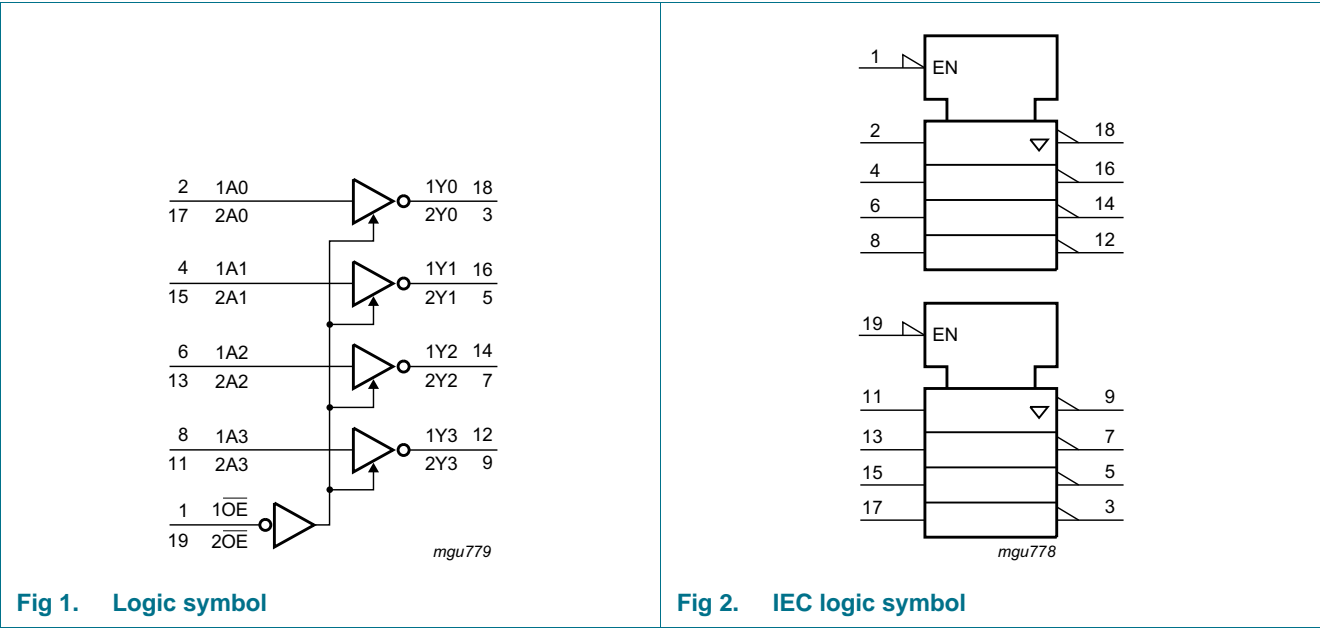 2 1A0 1Y0 18
17 2A0 2Y0 3
4 1A1 1Y1 16
15 2A1 2Y1 5
6 1A2 1Y2 14
13 2A2 2Y2 7
8 1A3 1Y3 12
11 2A3 2Y3 9
1 1O̅E̅
19 2O̅E̅
mgu779
Fig 1. Logic symbol
1 EN
2 18
4 16
6 14
8 12
19 EN
11 9
13 7
15 5
17 3
mgu778
Fig 2. IEC logic symbol